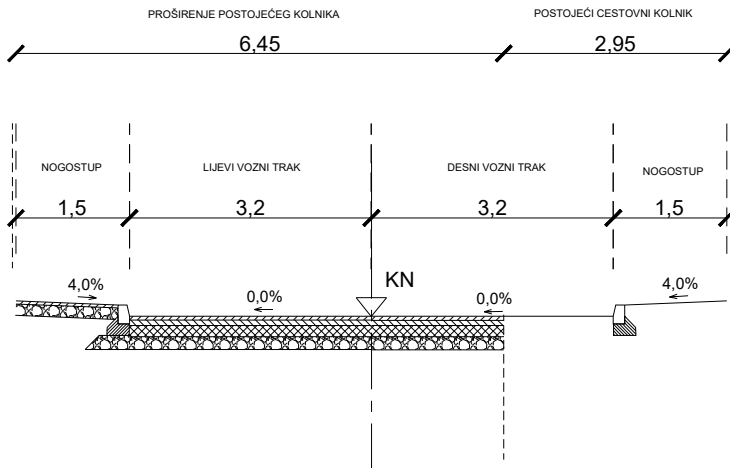 PROŠIRENJE POSTOJEĆEG KOLNIKA
POSTOJEĆI CESTOVNI KOLNIK
6,45
2,95
NOGOSTUP
LIJEVI VOZNI TRAK
DESNI VOZNI TRAK
NOGOSTUP
1,5
3,2
3,2
1,5
4,0%
0,0%
KN
0,0%
4,0%